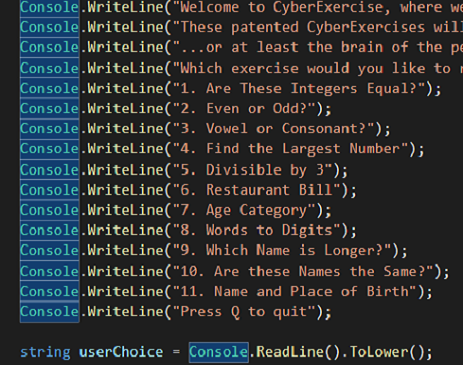 Console.WriteLine("Welcome to CyberExercise, where we
Console.WriteLine("These patented CyberExercises wil
Console.WriteLine("...or at least the brain of the pe
Console.WriteLine("Which exercise would you like to
Console.WriteLine("1. Are These Integers Equal?");
Console.WriteLine("2. Even or Odd?");
Console.WriteLine("3. Vowel or Consonant?");
Console.WriteLine("4. Find the Largest Number");
Console.WriteLine("5. Divisible by 3");
Console.WriteLine("6. Restaurant Bill");
Console.WriteLine("7. Age Category");
Console.WriteLine("8. Words to Digits");
Console.WriteLine("9. Which Name is Longer?");
Console.WriteLine("10. Are these Names the Same?");
Console.WriteLine("11. Name and Place of Birth");
Console.WriteLine("Press Q to quit");
string userChoice = Console.ReadLine().ToLower();